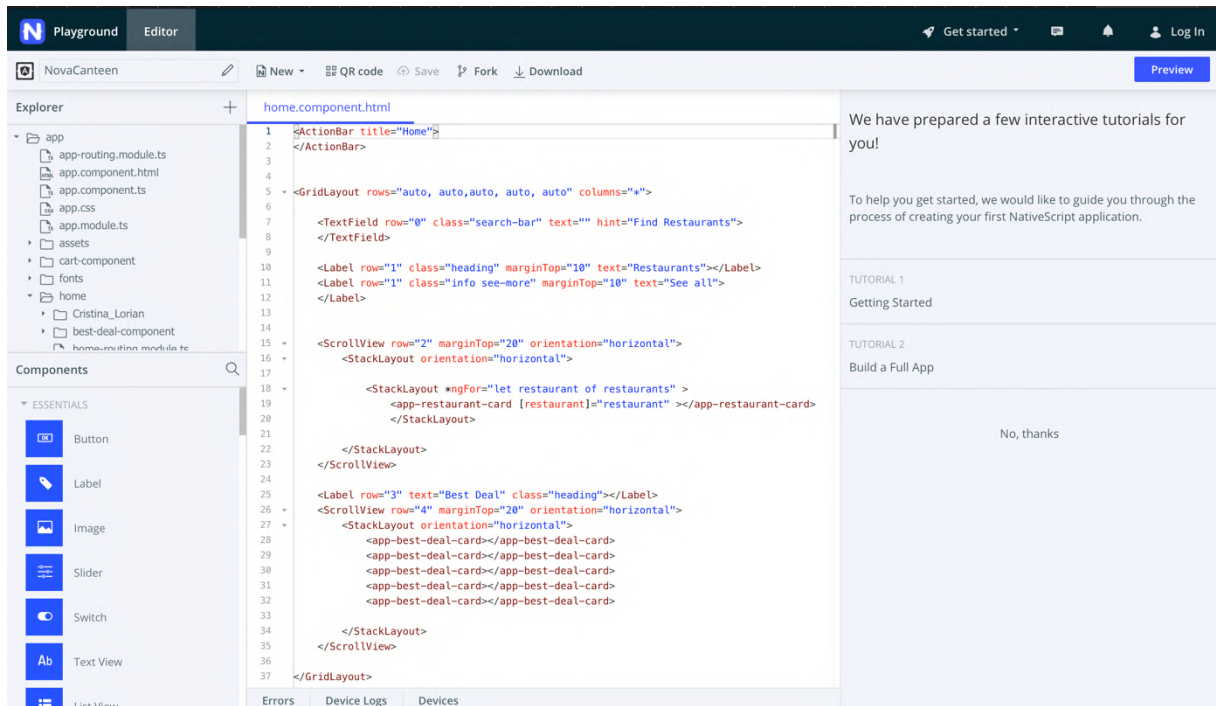 N Playground Editor Get started Log In
NovaCanteen New QR code Save Fork Download Preview
Explorer
app
app-routing.module.ts
app.component.html
app.component.ts
app.css
app.module.ts
assets
cart-component
fonts
home
Cristina_Lorian
best-deal-component
home-routing.module.ts
Components
ESSENTIALS
OK Button
Label
Image
Slider
Switch
Ab Text View
List View
home.component.html
1 <ActionBar title="Home">
2 </ActionBar>
3
4
5 <GridLayout rows="auto, auto,auto, auto, auto" columns="*">
6
7 <TextField row="0" class="search-bar" text="" hint="Find Restaurants">
8 </TextField>
9
10 <Label row="1" class="heading" marginTop="10" text="Restaurants"></Label>
11 <Label row="1" class="info see-more" marginTop="10" text="See all">
12 </Label>
13
14
15 <ScrollView row="2" marginTop="20" orientation="horizontal">
16 <StackLayout orientation="horizontal">
17
18 <StackLayout *ngFor="let restaurant of restaurants" >
19 <app-restaurant-card [restaurant]="restaurant" ></app-restaurant-card>
20 </StackLayout>
21
22 </StackLayout>
23 </ScrollView>
24
25 <Label row="3" text="Best Deal" class="heading"></Label>
26 <ScrollView row="4" marginTop="20" orientation="horizontal">
27 <StackLayout orientation="horizontal">
28 <app-best-deal-card></app-best-deal-card>
29 <app-best-deal-card></app-best-deal-card>
30 <app-best-deal-card></app-best-deal-card>
31 <app-best-deal-card></app-best-deal-card>
32 <app-best-deal-card></app-best-deal-card>
33
34 </StackLayout>
35 </ScrollView>
36
37 </GridLayout>
Errors Device Logs Devices
We have prepared a few interactive tutorials for
you!
To help you get started, we would like to guide you through the
process of creating your first NativeScript application.
TUTORIAL 1
Getting Started
TUTORIAL 2
Build a Full App
No, thanks